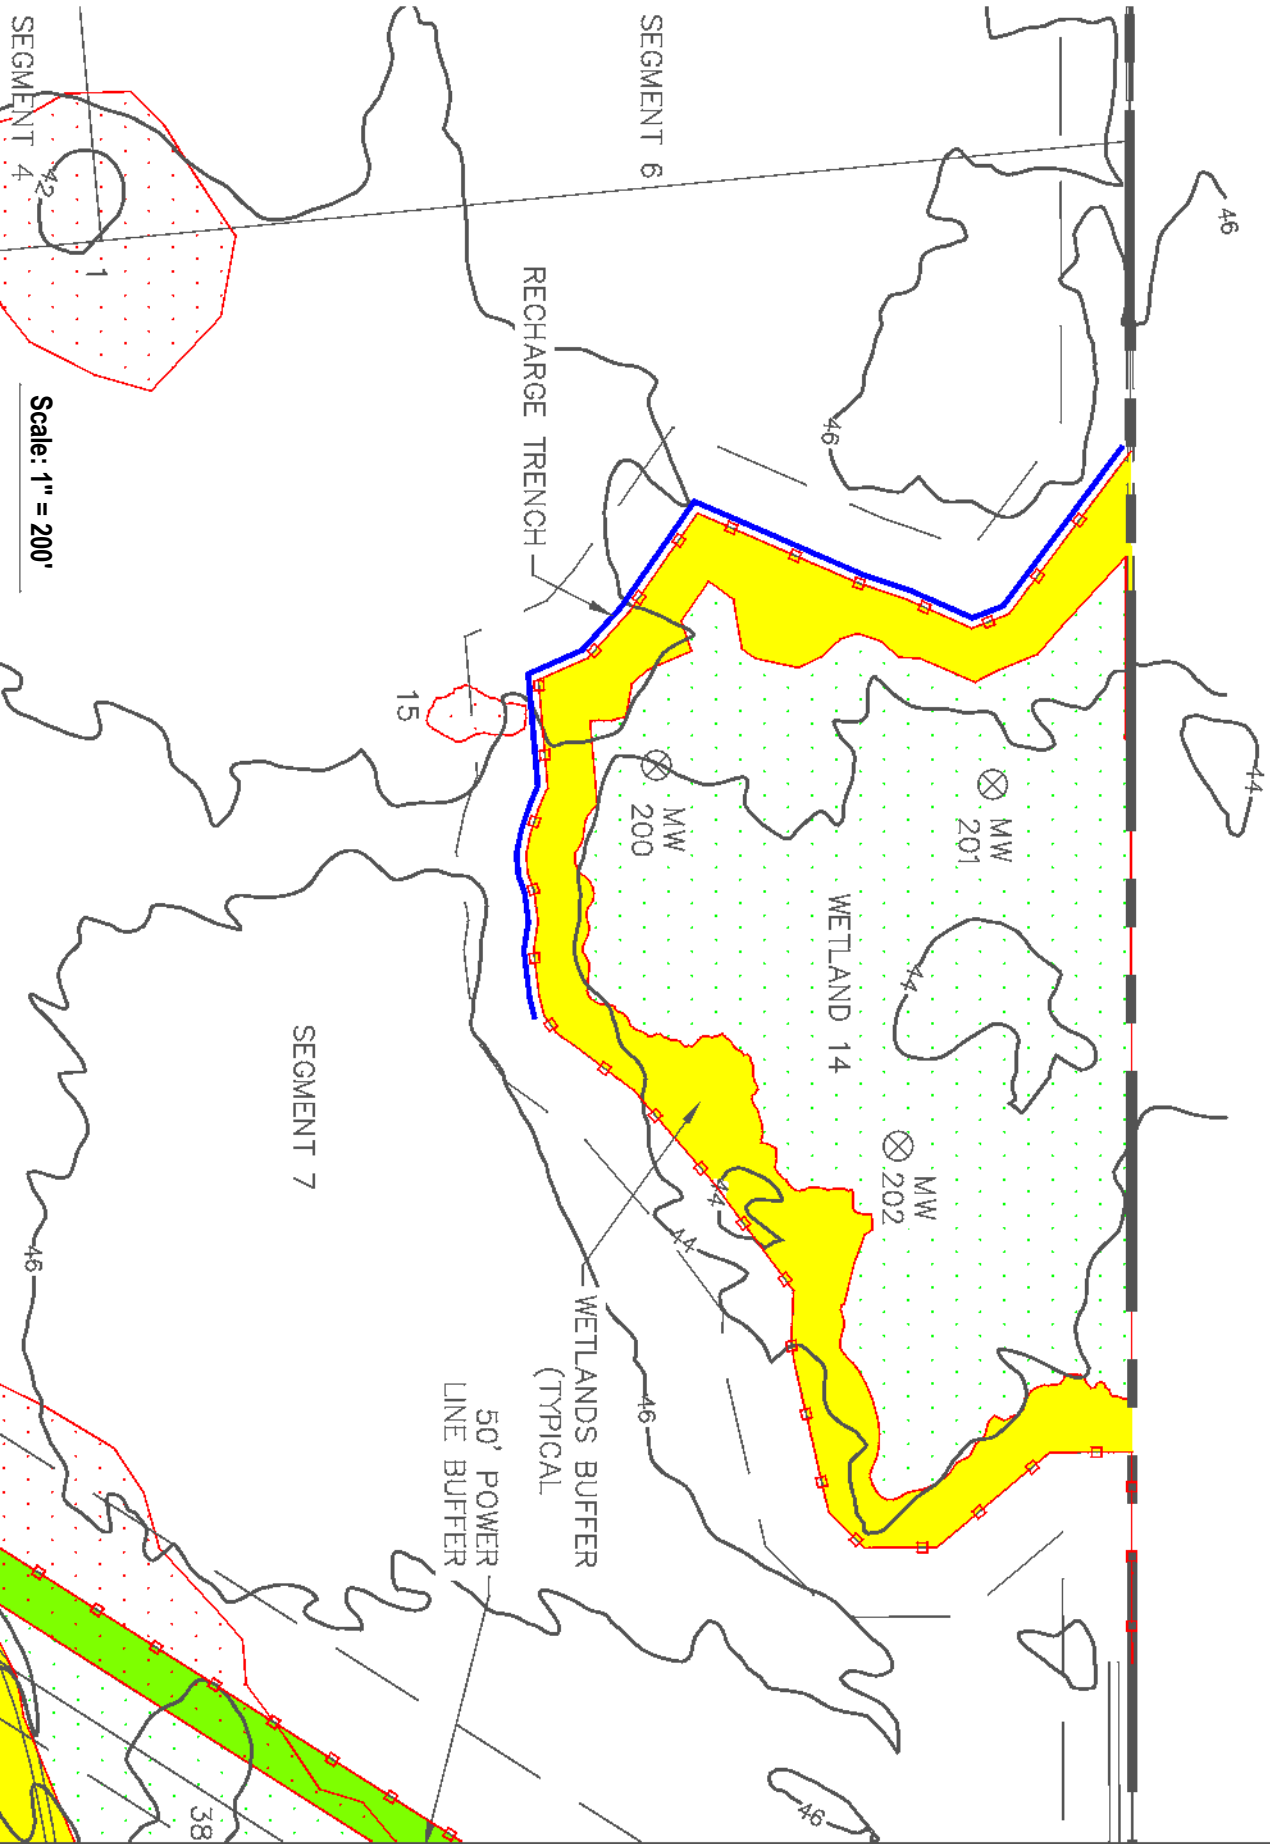 46
44
46
MW
201
MW
202
WETLAND 14
44
MW
200
44
44
SEGMENT 6
46
WETLANDS BUFFER
(TYPICAL
RECHARGE TRENCH
50' POWER
LINE BUFFER
15
SEGMENT 7
46
38
46
1
42
SEGMENT 4
Scale: 1" = 200'